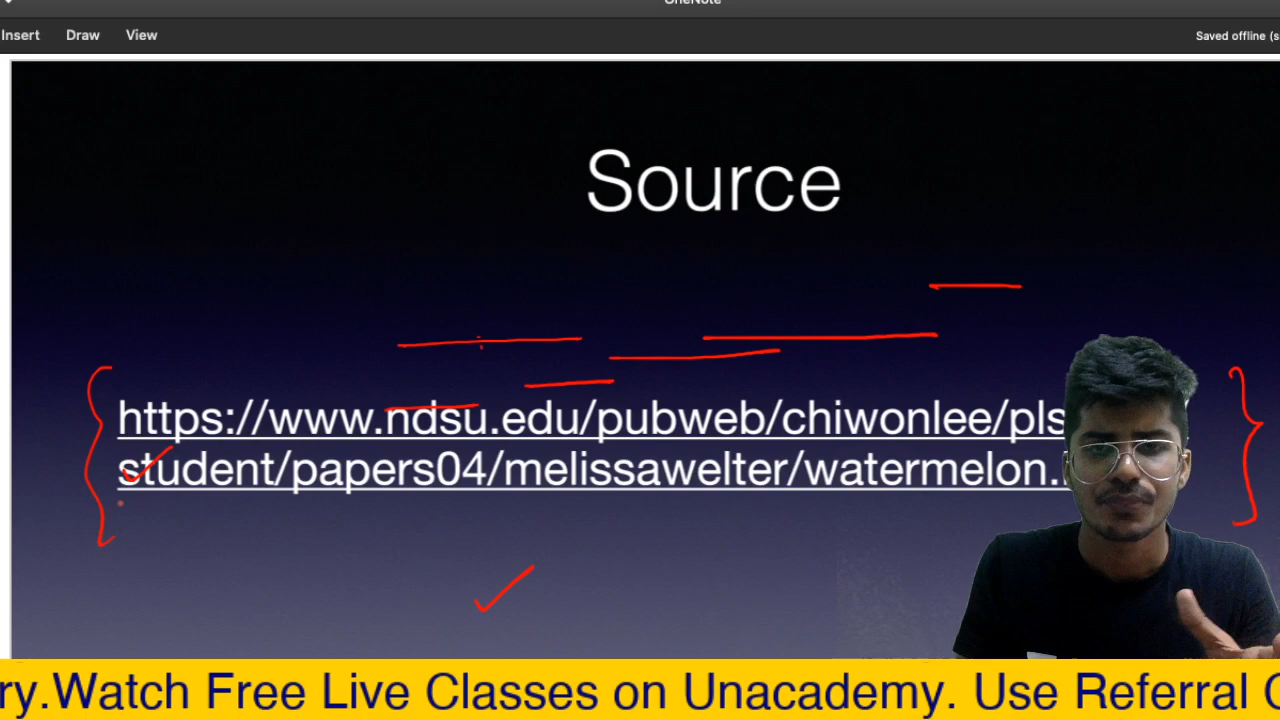 OneNote
Insert Draw View Saved offline (s
Source
https://www.ndsu.edu/pubweb/chiwonlee/pls
student/papers04/melissawelter/watermelon.
ry.Watch Free Live Classes on Unacademy. Use Referral